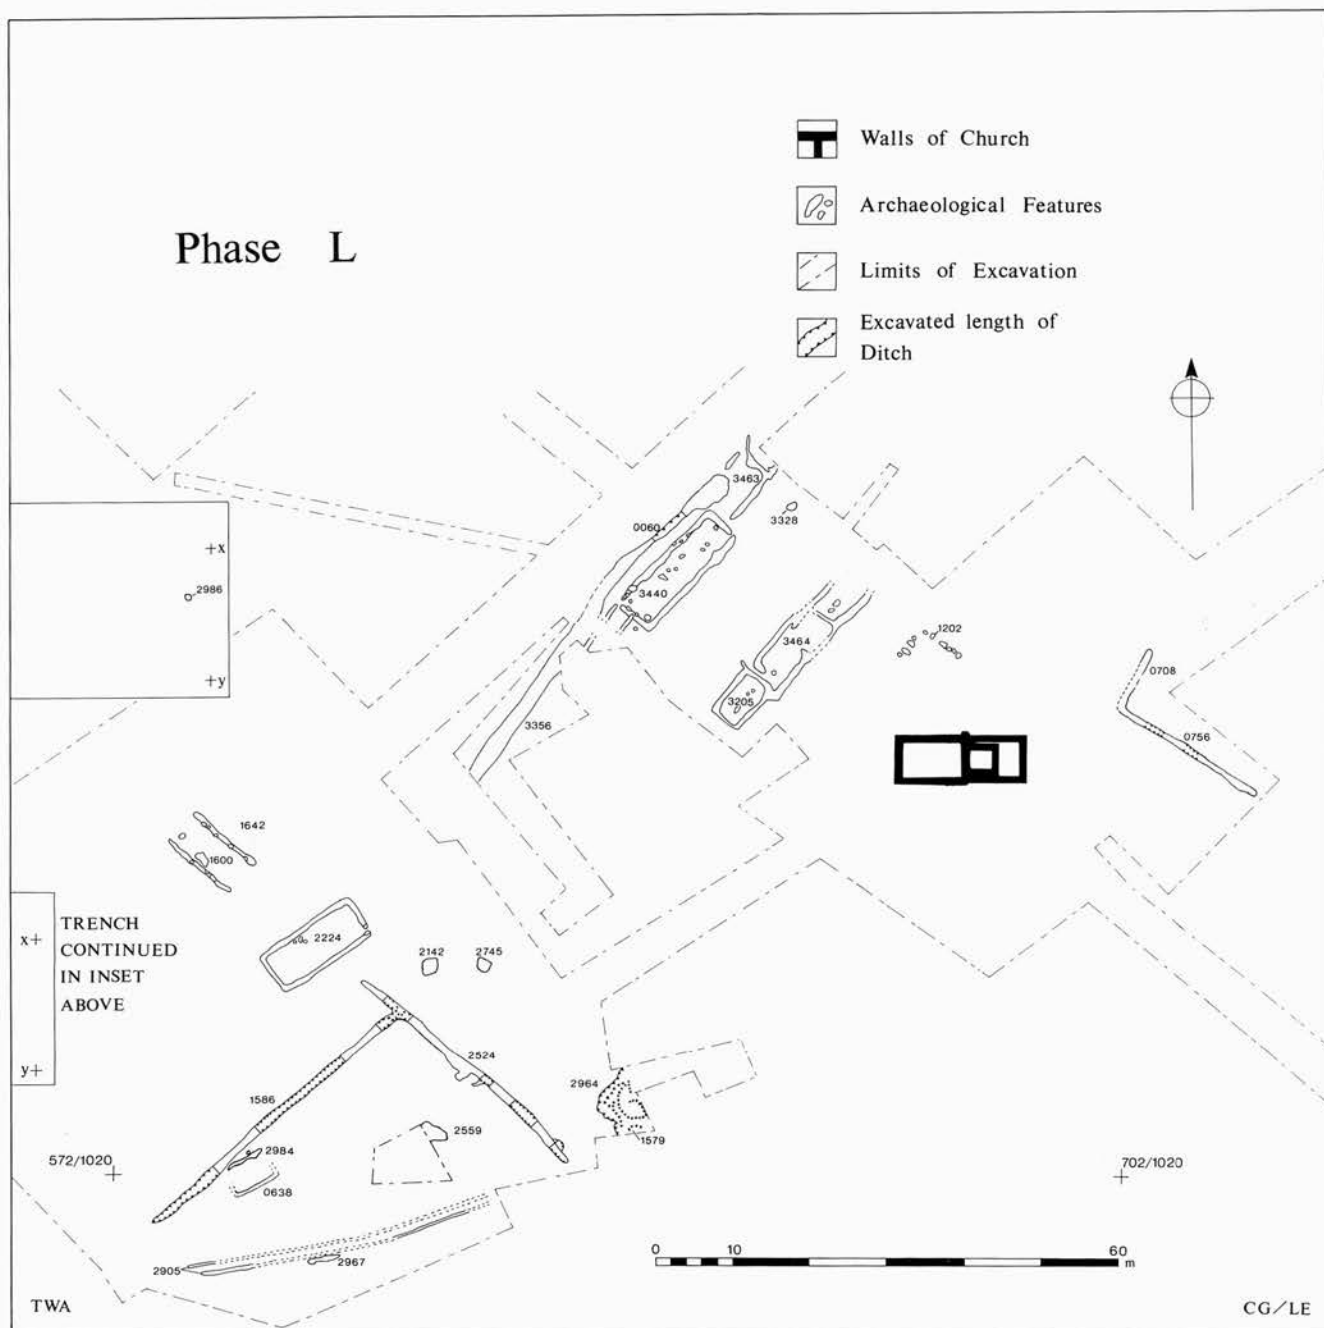 Walls of Church
Archaeological Features
Phase L
Limits of Excavation
Excavated length of
Ditch
3463
3328
0060
+x
2986
3440
1202
3464
0708
+y
3205
3356
0756
1642
1600
TRENCH
x+
CONTINUED
IN INSET
ABOVE
2224
2142
2745
2524
y+
2964
1586
2559
1579
2984
572/1020
702/1020
0638
0 10 60
m
2905
2967
TWA
CG/LE